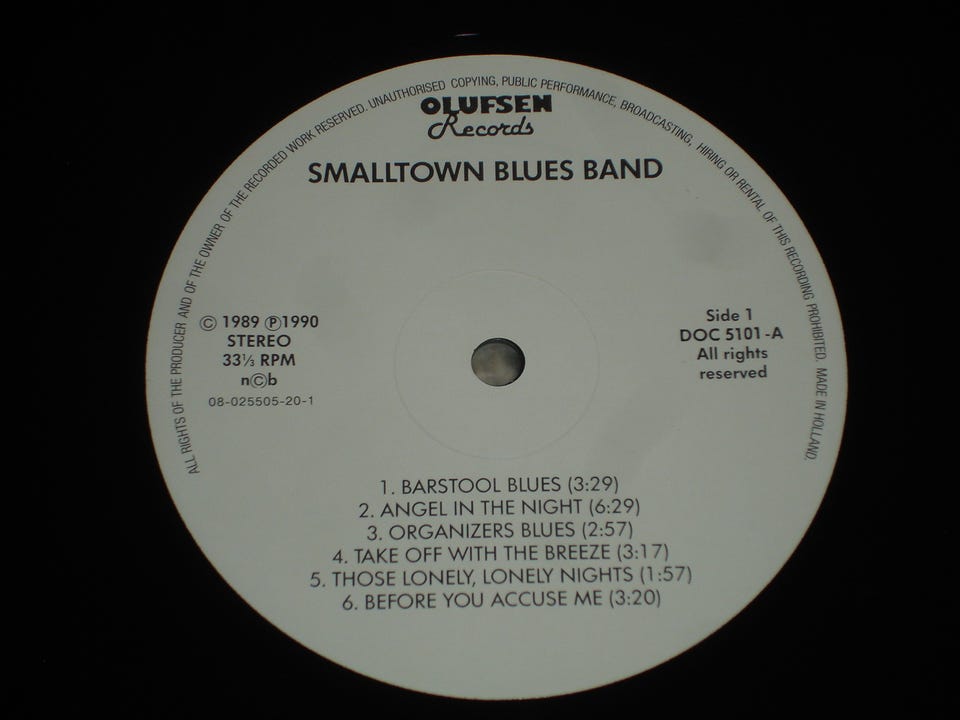 ALL RIGHTS OF THE PRODUCER AND OF THE OWNER OF THE RECORDED WORK RESERVED. UNAUTHORISED COPYING, PUBLIC PERFORMANCE, BROADCASTING, HIRING OR RENTAL OF THIS RECORDING PROHIBITED. MADE IN HOLLAND.
OLUFSEN
Records
SMALLTOWN BLUES BAND
© 1989 ℗1990
STEREO
33⅓ RPM
n©b
08-025505-20-1
Side 1
DOC 5101-A
All rights
reserved
1. BARSTOOL BLUES (3:29)
2. ANGEL IN THE NIGHT (6:29)
3. ORGANIZERS BLUES (2:57)
4. TAKE OFF WITH THE BREEZE (3:17)
5. THOSE LONELY, LONELY NIGHTS (1:57)
6. BEFORE YOU ACCUSE ME (3:20)